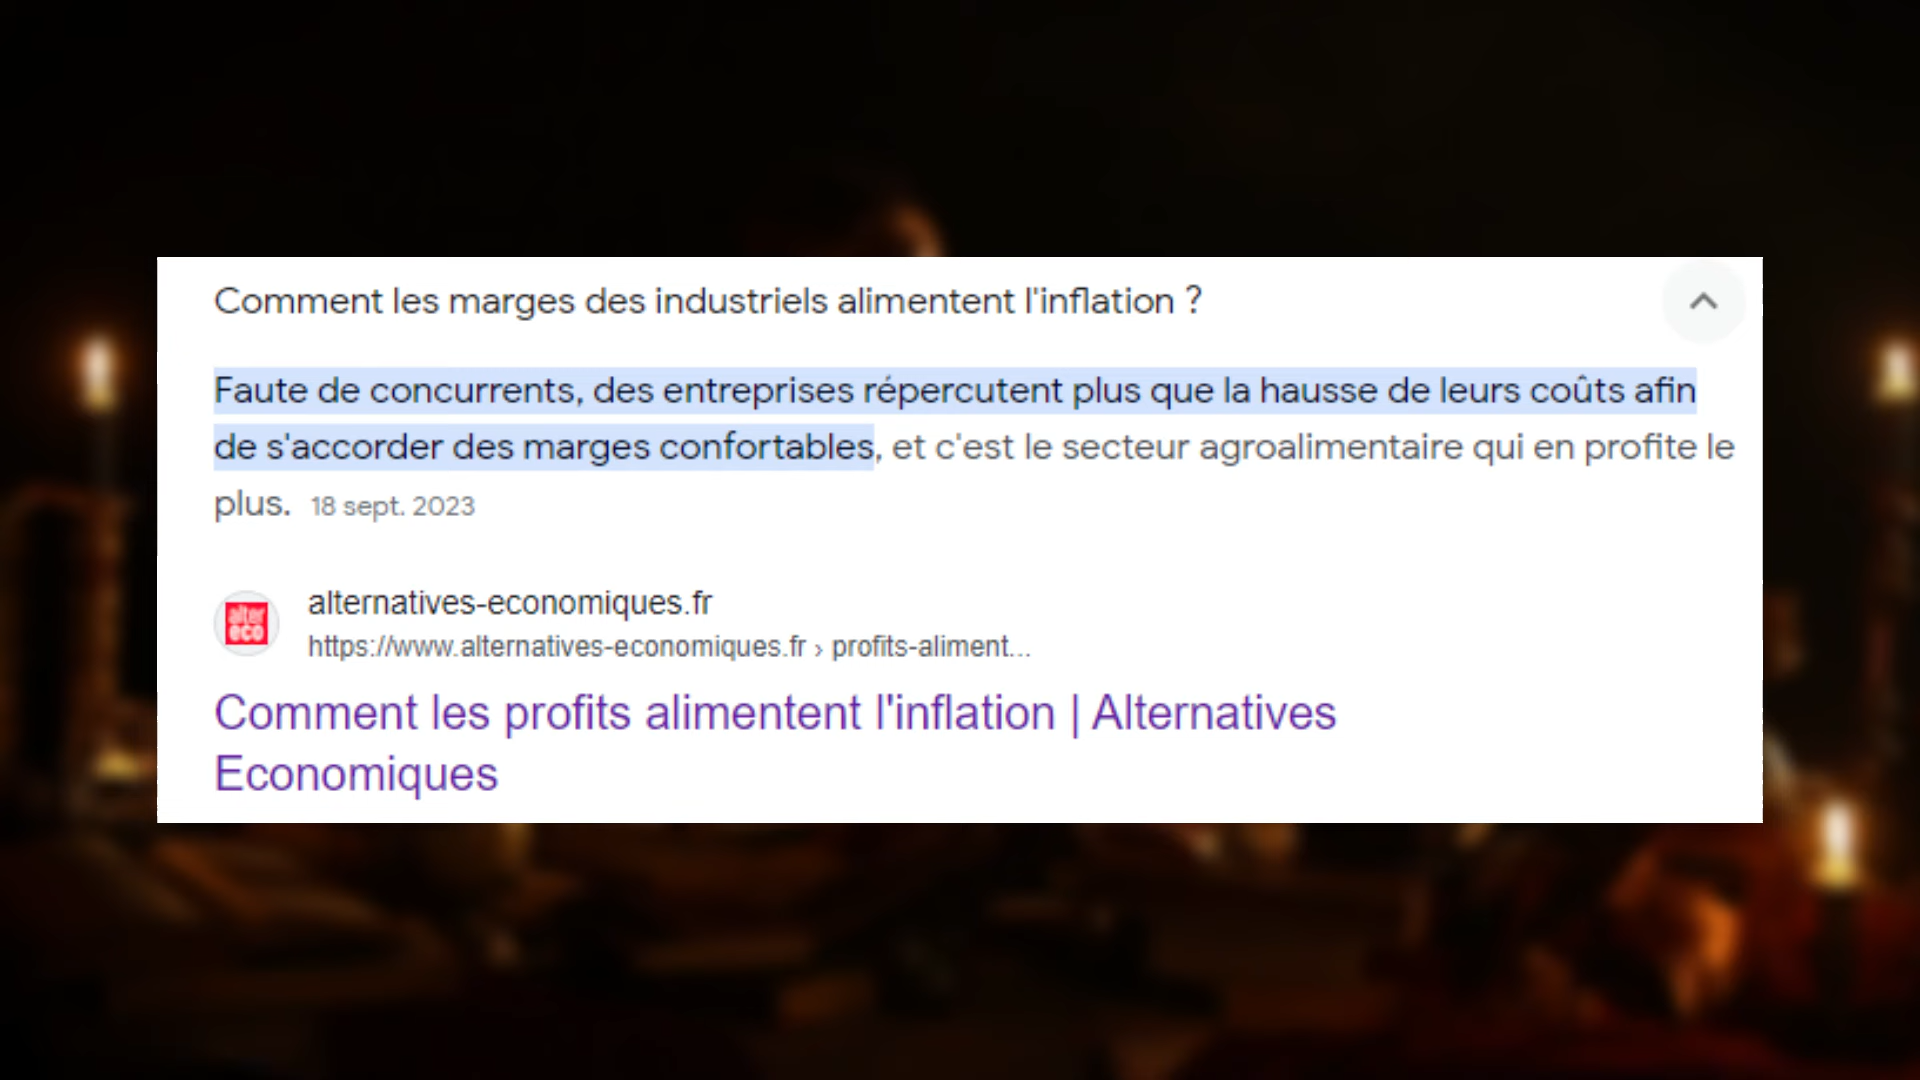 Comment les marges des industriels alimentent l'inflation ?
Faute de concurrents, des entreprises répercutent plus que la hausse de leurs coûts afin
de s'accorder des marges confortables, et c'est le secteur agroalimentaire qui en profite le
plus. 18 sept. 2023
alter
eco
alternatives-economiques.fr
https://www.alternatives-economiques.fr › profits-aliment...
Comment les profits alimentent l'inflation | Alternatives
Economiques